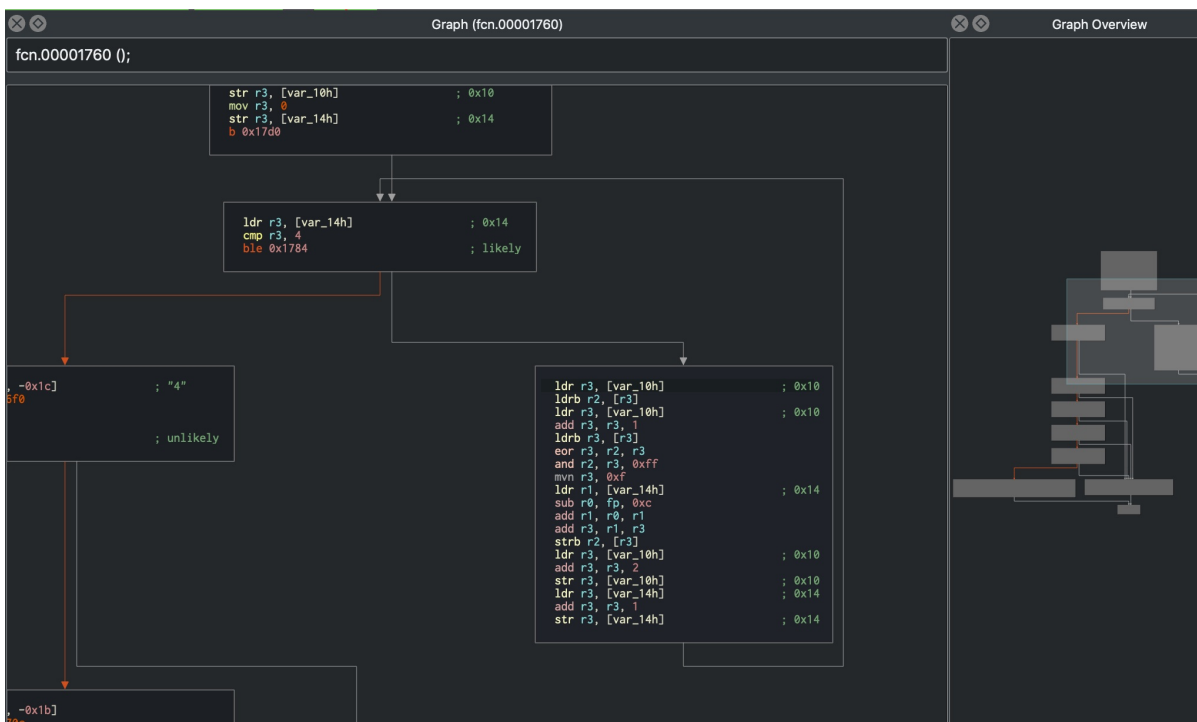 Graph (fcn.00001760)
Graph Overview
fcn.00001760 ();
str r3, [var_10h] ; 0x10
mov r3, 0
str r3, [var_14h] ; 0x14
b 0x17d0
ldr r3, [var_14h] ; 0x14
cmp r3, 4
ble 0x1784 ; likely
, -0x1c] ; "4"
6f0
; unlikely
ldr r3, [var_10h] ; 0x10
ldrb r2, [r3]
ldr r3, [var_10h] ; 0x10
add r3, r3, 1
ldrb r3, [r3]
eor r3, r2, r3
and r2, r3, 0xff
mvn r3, 0xf
ldr r1, [var_14h] ; 0x14
sub r0, fp, 0xc
add r1, r0, r1
add r3, r1, r3
strb r2, [r3]
ldr r3, [var_10h] ; 0x10
add r3, r3, 2
str r3, [var_10h] ; 0x10
ldr r3, [var_14h] ; 0x14
add r3, r3, 1
str r3, [var_14h] ; 0x14
, -0x1b]